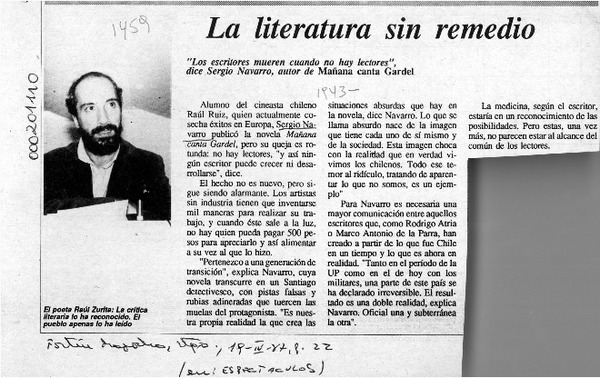 1459
La literatura sin remedio
"Los escritores mueren cuando no hay lectores",
dice Sergio Navarro, autor de Mañana canta Gardel
1943-
000201110
Alumno del cineasta chileno
Raúl Ruiz, quien actualmente co-
secha éxitos en Europa, Sergio Na-
varro publicó la novela Mañana
canta Gardel, pero su queja es ro-
tunda: no hay lectores, "y así nin-
gún escritor puede crecer ni desa-
rrollarse", dice.
El hecho no es nuevo, pero si-
gue siendo alarmante. Los artistas
sin industria tienen que inventarse
mil maneras para realizar su tra-
bajo, y cuando éste sale a la luz,
no hay quien pueda pagar 500 pe-
sos para apreciarlo y así alimentar
a su vez al que lo hizo.
"Pertenezco a una generación de
transición", explica Navarro, cuya
novela transcurre en un Santiago
detectivesco, con pistas falsas y
rubias adineradas que tuercen las
muelas del protagonista. "Es nues-
tra propia realidad la que crea las
situaciones absurdas que hay en
la novela, dice Navarro. Lo que se
llama absurdo nace de la imagen
que tiene cada uno de sí mismo y
de la sociedad. Esta imagen choca
con la realidad que en verdad vi-
vimos los chilenos. Todo ese te-
mor al ridículo, tratando de aparen-
tar lo que no somos, es un ejem-
plo"
Para Navarro es necesaria una
mayor comunicación entre aquellos
escritores que, como Rodrigo Atria
o Marco Antonio de la Parra, han
creado a partir de lo que fue Chile
en un tiempo y lo que es ahora en
realidad. "Tanto en el período de la
UP como en el de hoy con los
militares, una parte de este país se
ha declarado irreversible. El resul-
tado es una doble realidad, explica
Navarro. Oficial una y subterránea
la otra".
La medicina, según el escritor,
estaría en un reconocimiento de las
posibilidades. Pero estas, una vez
más, no parecen estar al alcance del
común de los lectores.
El poeta Raúl Zurita: La crítica
literaria lo ha reconocido. El
pueblo apenas lo ha leído
Fortín Mapocho, Stgo., 19-IV-87, p. 22
(en: ESPECTACULOS)